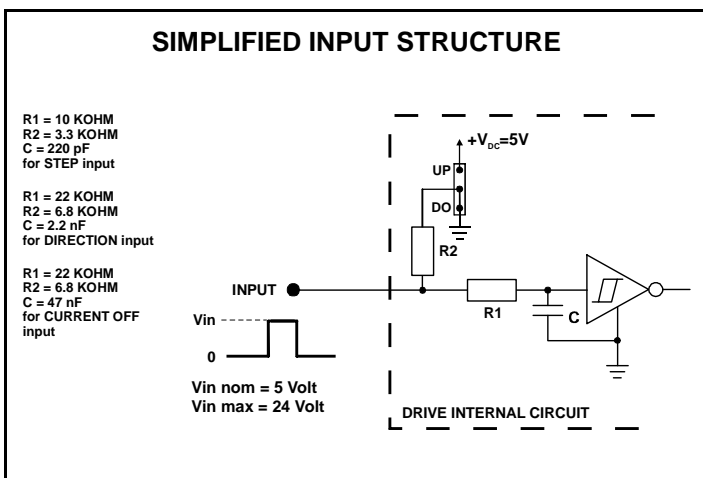 SIMPLIFIED INPUT STRUCTURE
R1 = 10 KOHM
R2 = 3.3 KOHM
C = 220 pF
for STEP input
R1 = 22 KOHM
R2 = 6.8 KOHM
C = 2.2 nF
for DIRECTION input
R1 = 22 KOHM
R2 = 6.8 KOHM
C = 47 nF
for CURRENT OFF
input
+VDC=5V
UP
DO
R2
INPUT
R1
C
Vin
0
Vin nom = 5 Volt
Vin max = 24 Volt
DRIVE INTERNAL CIRCUIT